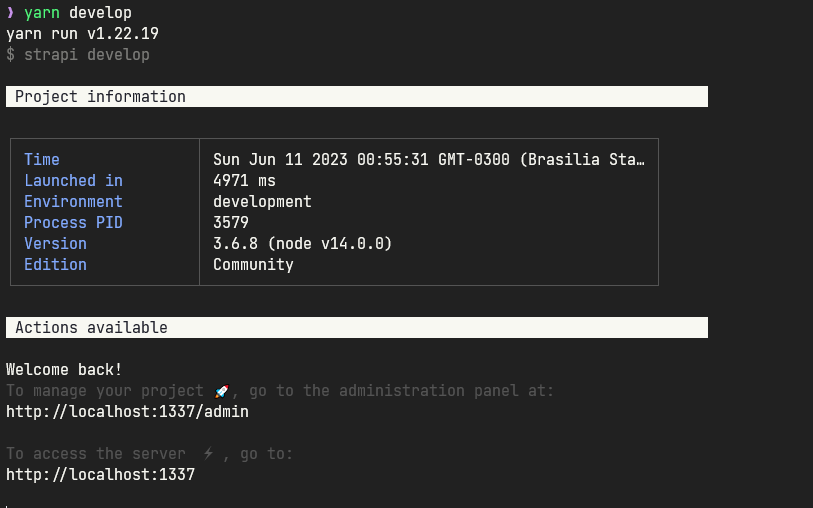 ❯ yarn develop
yarn run v1.22.19
$ strapi develop
Project information
Time Sun Jun 11 2023 00:55:31 GMT-0300 (Brasilia Sta…
Launched in 4971 ms
Environment development
Process PID 3579
Version 3.6.8 (node v14.0.0)
Edition Community
Actions available
Welcome back!
To manage your project 🚀, go to the administration panel at:
http://localhost:1337/admin
To access the server ⚡ , go to:
http://localhost:1337